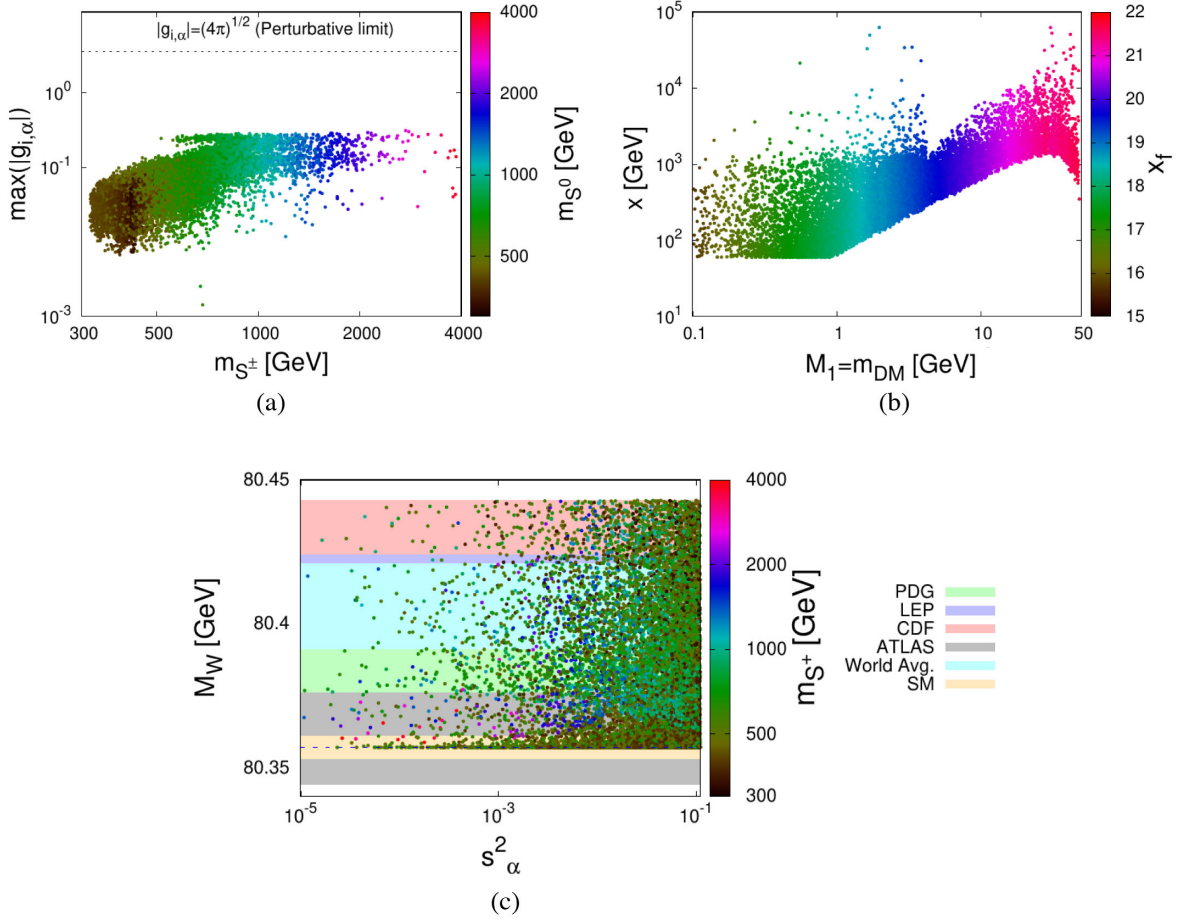 |g_{i,α}|=(4π)^{1/2} (Perturbative limit)
max(|g_{i,α}|)
10^0
10^{-1}
10^{-3}
300 500 1000 2000 4000
m_{S^±} [GeV]
4000
2000
1000
500
m_{S^0} [GeV]
(a)
x [GeV]
10^5
10^4
10^3
10^2
10^1
0.1 1 10 50
M_1=m_{DM} [GeV]
22
21
20
19
18
17
16
15
x_f
(b)
M_W [GeV]
80.45
80.4
80.35
10^{-5} 10^{-3} 10^{-1}
s^2_α
4000
2000
1000
500
300
m_{S^+} [GeV]
PDG
LEP
CDF
ATLAS
World Avg.
SM
(c)